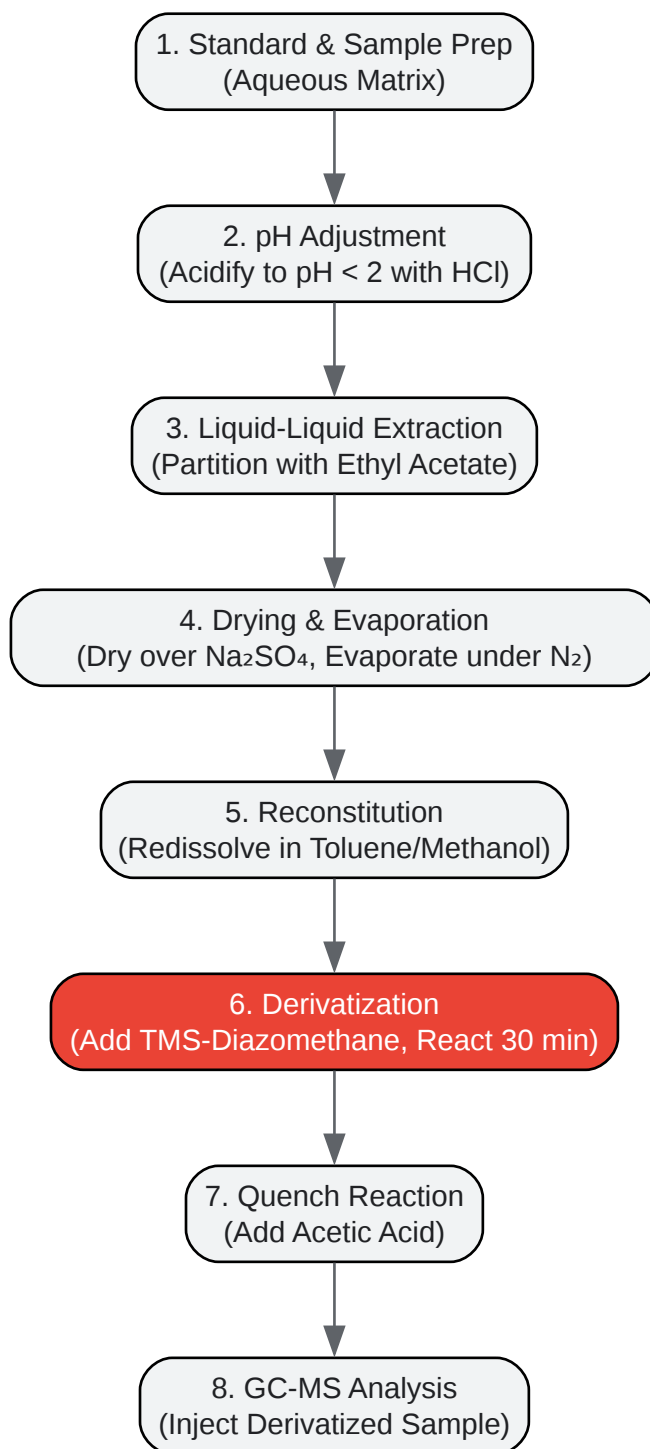 1. Standard & Sample Prep
(Aqueous Matrix)
2. pH Adjustment
(Acidify to pH < 2 with HCl)
3. Liquid-Liquid Extraction
(Partition with Ethyl Acetate)
4. Drying & Evaporation
(Dry over Na₂SO₄, Evaporate under N₂)
5. Reconstitution
(Redissolve in Toluene/Methanol)
6. Derivatization
(Add TMS-Diazomethane, React 30 min)
7. Quench Reaction
(Add Acetic Acid)
8. GC-MS Analysis
(Inject Derivatized Sample)